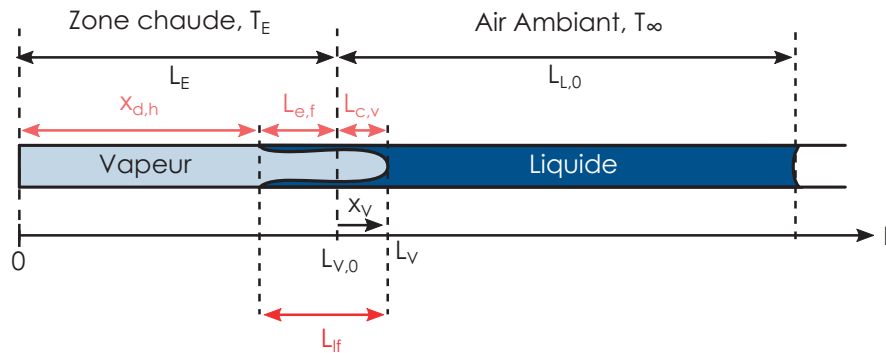 Zone chaude, T_E
Air Ambiant, T∞
L_E
L_L,0
x_d,h
L_e,f
L_c,v
Vapeur
Liquide
x_V
0
L_V,0
L_V
L_lf